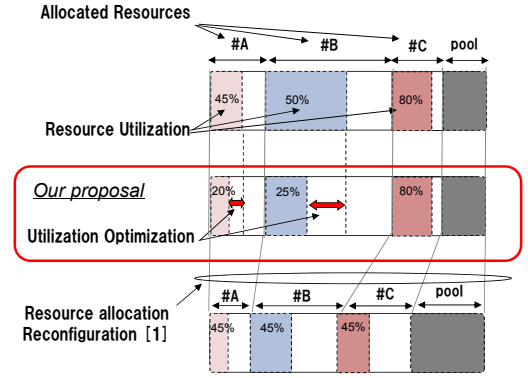 Allocated Resources
#A #B #C pool
45% 50% 80%
Resource Utilization
Our proposal
20% 25% 80%
Utilization Optimization
#A #B #C pool
Resource allocation
Reconfiguration [1]
45% 45% 45%